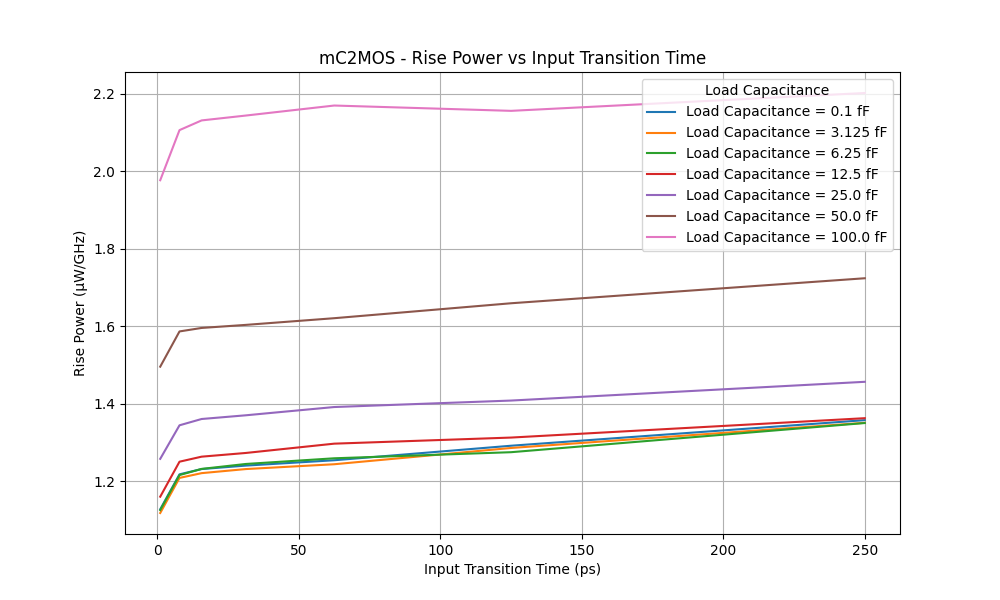 mC2MOS - Rise Power vs Input Transition Time
Rise Power (μW/GHz)
2.2
2.0
1.8
1.6
1.4
1.2
Load Capacitance
Load Capacitance = 0.1 fF
Load Capacitance = 3.125 fF
Load Capacitance = 6.25 fF
Load Capacitance = 12.5 fF
Load Capacitance = 25.0 fF
Load Capacitance = 50.0 fF
Load Capacitance = 100.0 fF
0 50 100 150 200 250
Input Transition Time (ps)